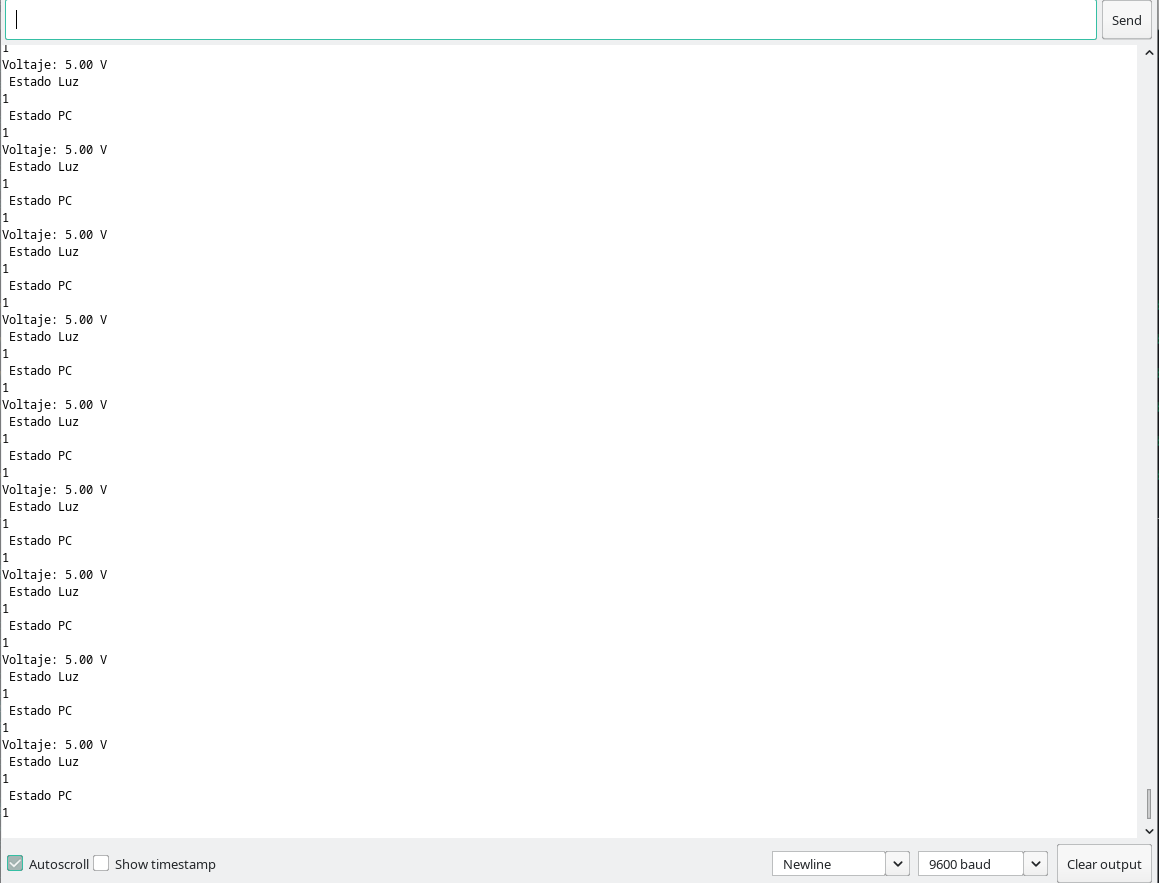 Send
1
Voltaje: 5.00 V
Estado Luz
1
Estado PC
1
Voltaje: 5.00 V
Estado Luz
1
Estado PC
1
Voltaje: 5.00 V
Estado Luz
1
Estado PC
1
Voltaje: 5.00 V
Estado Luz
1
Estado PC
1
Voltaje: 5.00 V
Estado Luz
1
Estado PC
1
Voltaje: 5.00 V
Estado Luz
1
Estado PC
1
Voltaje: 5.00 V
Estado Luz
1
Estado PC
1
Voltaje: 5.00 V
Estado Luz
1
Estado PC
1
Voltaje: 5.00 V
Estado Luz
1
Estado PC
1
Autoscroll Show timestamp Newline 9600 baud Clear output